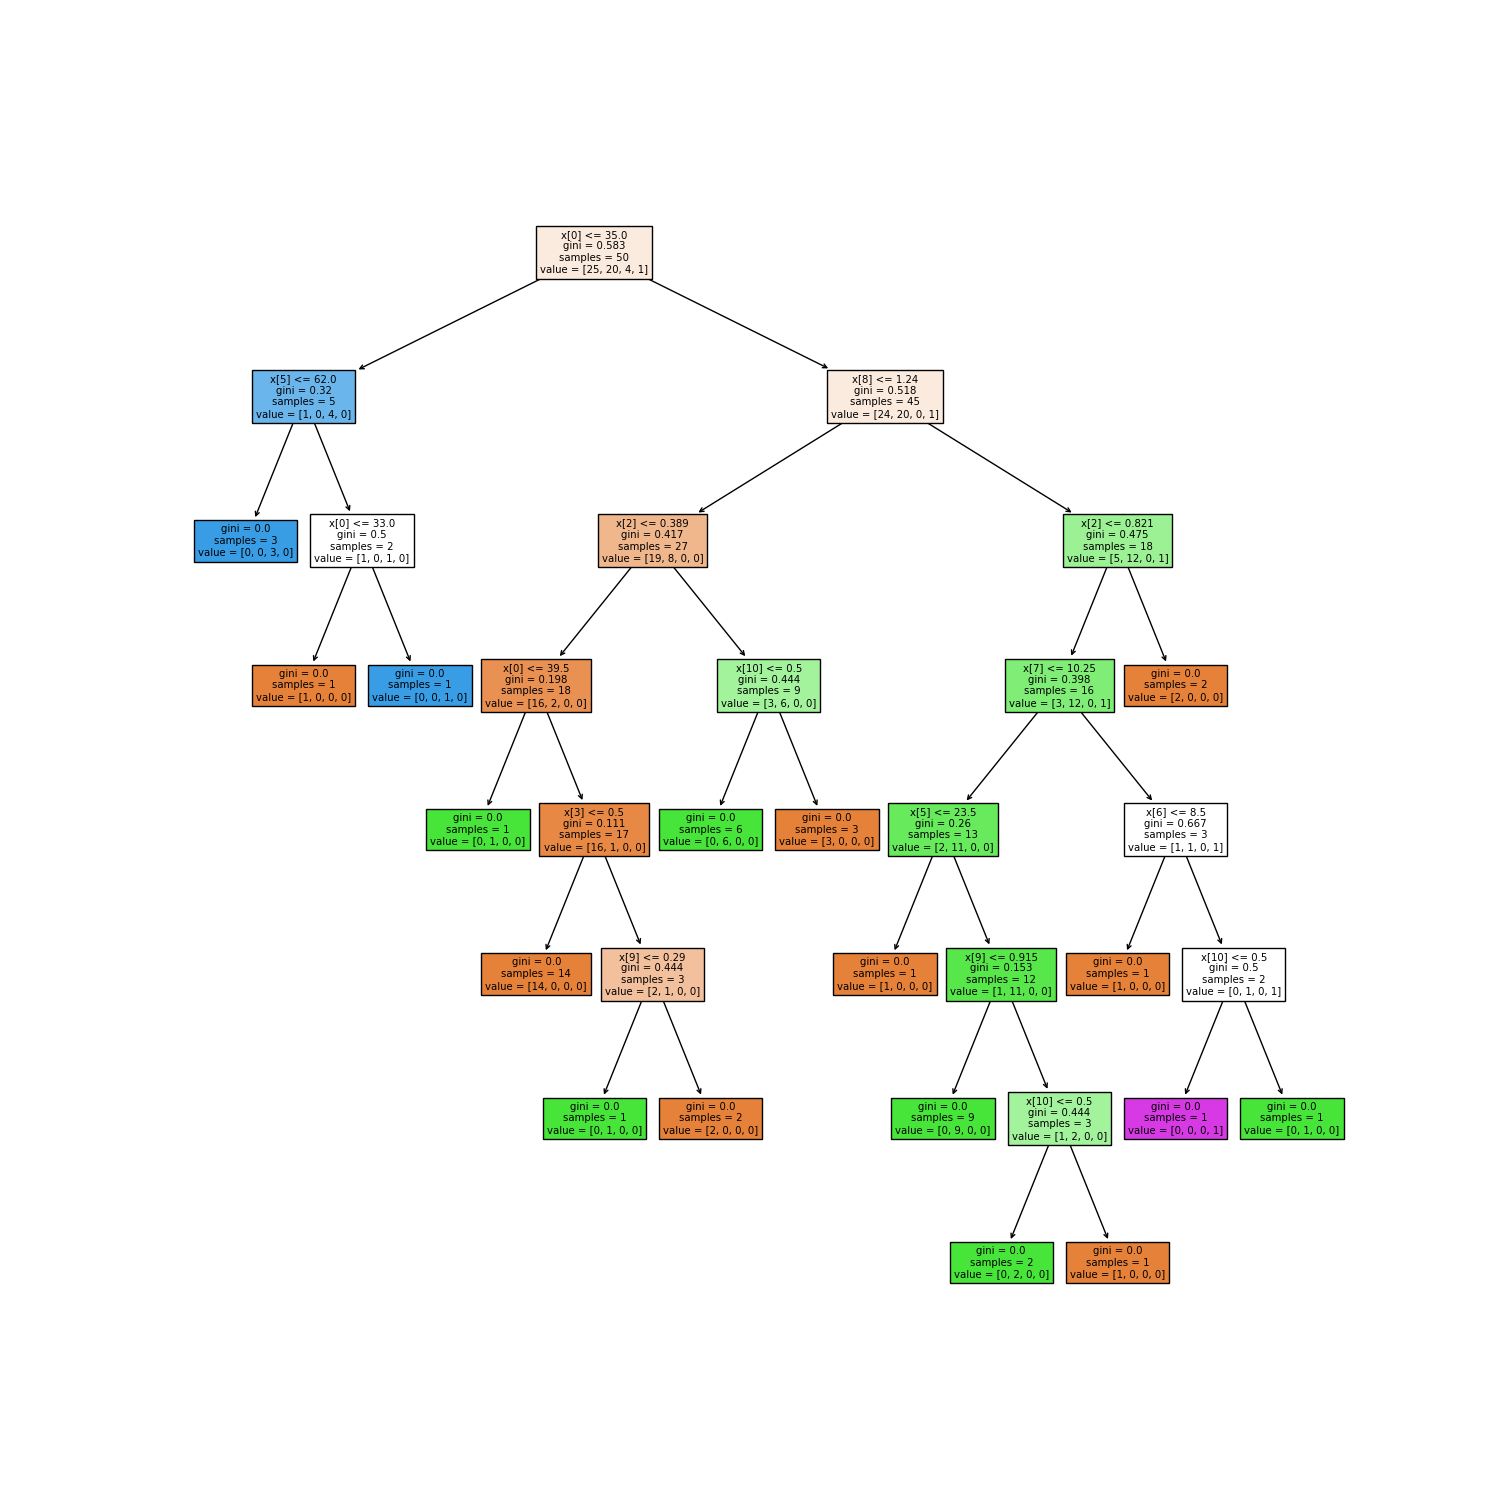 x[0] <= 35.0
gini = 0.583
samples = 50
value = [25, 20, 4, 1]
x[5] <= 62.0
gini = 0.32
samples = 5
value = [1, 0, 4, 0]
x[8] <= 1.24
gini = 0.518
samples = 45
value = [24, 20, 0, 1]
gini = 0.0
samples = 3
value = [0, 0, 3, 0]
x[0] <= 33.0
gini = 0.5
samples = 2
value = [1, 0, 1, 0]
x[2] <= 0.389
gini = 0.417
samples = 27
value = [19, 8, 0, 0]
x[2] <= 0.821
gini = 0.475
samples = 18
value = [5, 12, 0, 1]
gini = 0.0
samples = 1
value = [1, 0, 0, 0]
gini = 0.0
samples = 1
value = [0, 0, 1, 0]
x[0] <= 39.5
gini = 0.198
samples = 18
value = [16, 2, 0, 0]
x[10] <= 0.5
gini = 0.444
samples = 9
value = [3, 6, 0, 0]
x[7] <= 10.25
gini = 0.398
samples = 16
value = [3, 12, 0, 1]
gini = 0.0
samples = 2
value = [2, 0, 0, 0]
gini = 0.0
samples = 1
value = [0, 1, 0, 0]
x[3] <= 0.5
gini = 0.111
samples = 17
value = [16, 1, 0, 0]
gini = 0.0
samples = 6
value = [0, 6, 0, 0]
gini = 0.0
samples = 3
value = [3, 0, 0, 0]
x[5] <= 23.5
gini = 0.26
samples = 13
value = [2, 11, 0, 0]
x[6] <= 8.5
gini = 0.667
samples = 3
value = [1, 1, 0, 1]
gini = 0.0
samples = 14
value = [14, 0, 0, 0]
x[9] <= 0.29
gini = 0.444
samples = 3
value = [2, 1, 0, 0]
gini = 0.0
samples = 1
value = [1, 0, 0, 0]
x[9] <= 0.915
gini = 0.153
samples = 12
value = [1, 11, 0, 0]
gini = 0.0
samples = 1
value = [1, 0, 0, 0]
x[10] <= 0.5
gini = 0.5
samples = 2
value = [0, 1, 0, 1]
gini = 0.0
samples = 1
value = [0, 1, 0, 0]
gini = 0.0
samples = 2
value = [2, 0, 0, 0]
gini = 0.0
samples = 9
value = [0, 9, 0, 0]
x[10] <= 0.5
gini = 0.444
samples = 3
value = [1, 2, 0, 0]
gini = 0.0
samples = 1
value = [0, 0, 0, 1]
gini = 0.0
samples = 1
value = [0, 1, 0, 0]
gini = 0.0
samples = 2
value = [0, 2, 0, 0]
gini = 0.0
samples = 1
value = [1, 0, 0, 0]